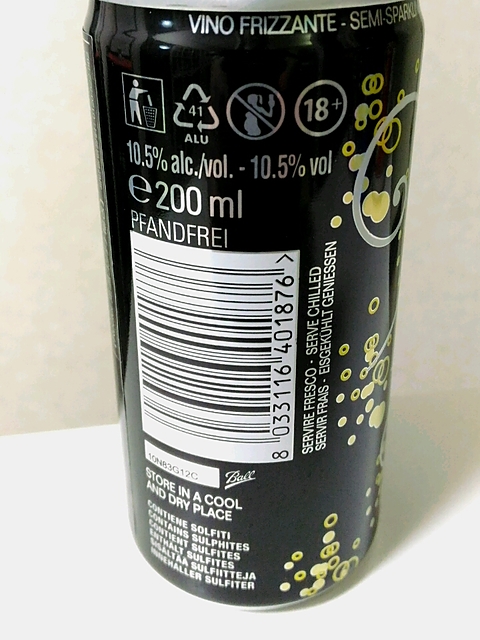 VINO FRIZZANTE - SEMI-SPARKL
41
ALU
18+
10.5% alc./vol. - 10.5% vol
℮ 200 ml
PFANDFREI
8 033116 401876 >
SERVIRE FRESCO - SERVE CHILLED
SERVIR FRAIS - EISGEKÜHLT GENIESSEN
10N83G12C
Ball
STORE IN A COOL
AND DRY PLACE
CONTIENE SOLFITI
CONTAINS SULPHITES
CONTIENT SULFITES
ENTHÄLT SULFITE
SISÄLTÄÄ SULFIITTEJA
INNEHÅLLER SULFITER